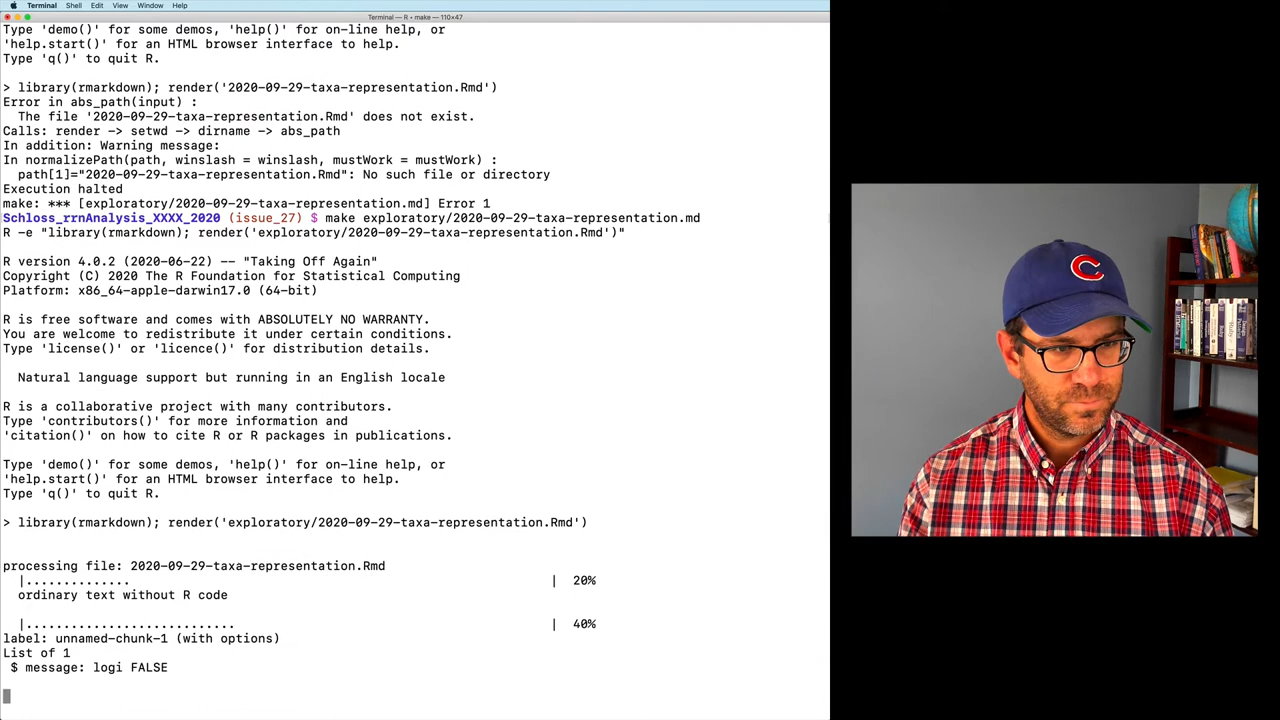 Terminal Shell Edit View Window Help
Terminal — R • make — 110×47
Type 'demo()' for some demos, 'help()' for on-line help, or
'help.start()' for an HTML browser interface to help.
Type 'q()' to quit R.
> library(rmarkdown); render('2020-09-29-taxa-representation.Rmd')
Error in abs_path(input) :
The file '2020-09-29-taxa-representation.Rmd' does not exist.
Calls: render -> setwd -> dirname -> abs_path
In addition: Warning message:
In normalizePath(path, winslash = winslash, mustWork = mustWork) :
path[1]="2020-09-29-taxa-representation.Rmd": No such file or directory
Execution halted
make: *** [exploratory/2020-09-29-taxa-representation.md] Error 1
Schloss_rrnAnalysis_XXXX_2020 (issue_27) $ make exploratory/2020-09-29-taxa-representation.md
R -e "library(rmarkdown); render('exploratory/2020-09-29-taxa-representation.Rmd')"
R version 4.0.2 (2020-06-22) -- "Taking Off Again"
Copyright (C) 2020 The R Foundation for Statistical Computing
Platform: x86_64-apple-darwin17.0 (64-bit)
R is free software and comes with ABSOLUTELY NO WARRANTY.
You are welcome to redistribute it under certain conditions.
Type 'license()' or 'licence()' for distribution details.
Natural language support but running in an English locale
R is a collaborative project with many contributors.
Type 'contributors()' for more information and
'citation()' on how to cite R or R packages in publications.
Type 'demo()' for some demos, 'help()' for on-line help, or
'help.start()' for an HTML browser interface to help.
Type 'q()' to quit R.
> library(rmarkdown); render('exploratory/2020-09-29-taxa-representation.Rmd')
processing file: 2020-09-29-taxa-representation.Rmd
|.............. | 20%
ordinary text without R code
|.......................... | 40%
label: unnamed-chunk-1 (with options)
List of 1
$ message: logi FALSE
C